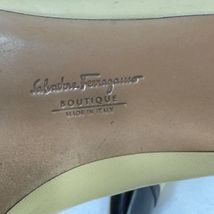 Salvatore Ferragamo
BOUTIQUE
MADE IN ITALY